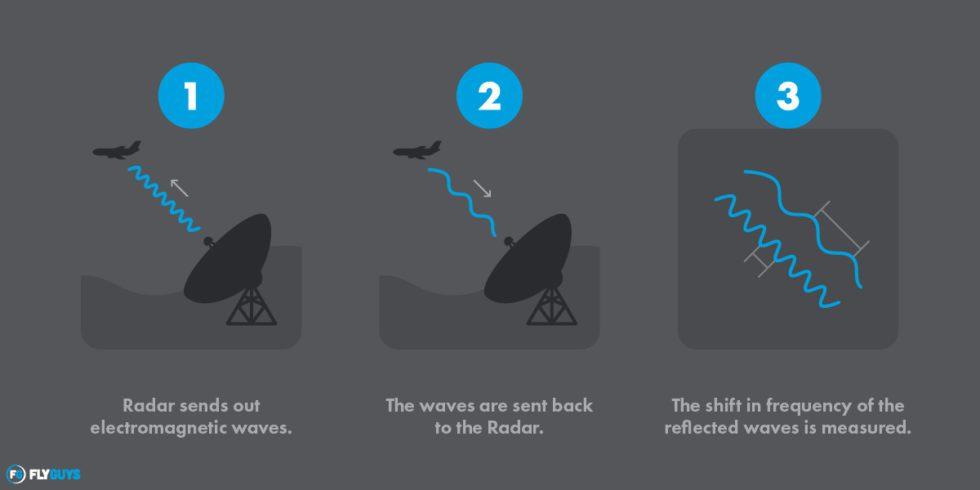 1
2
3
Radar sends out
electromagnetic waves.
The waves are sent back
to the Radar.
The shift in frequency of the
reflected waves is measured.
FG FLYGUYS